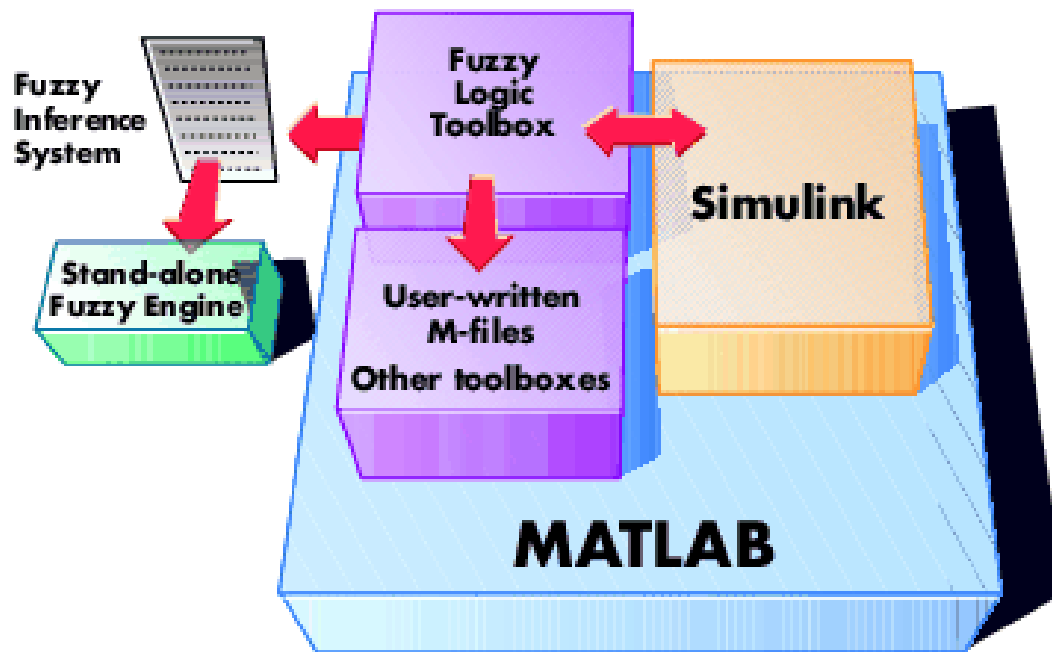 Fuzzy
Inference
System
Fuzzy
Logic
Toolbox
Simulink
Stand-alone
Fuzzy Engine
User-written
M-files
Other toolboxes
MATLAB